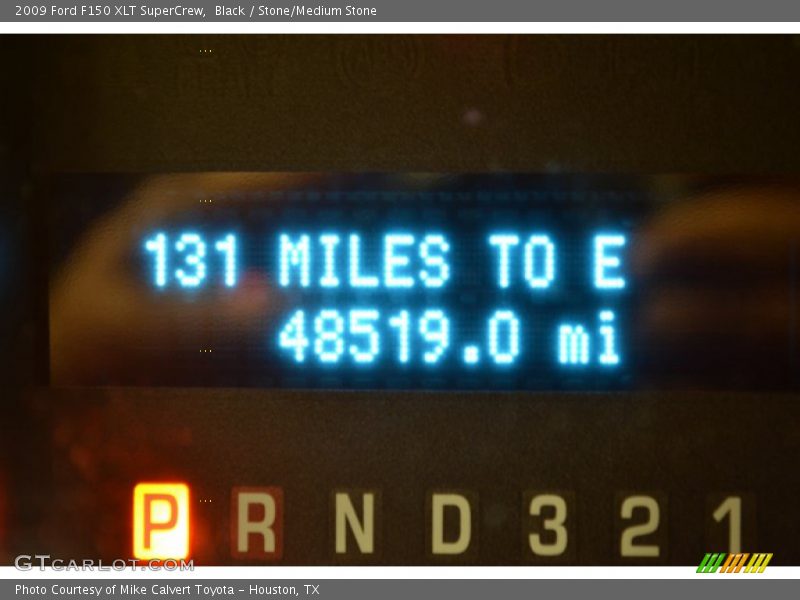 2009 Ford F150 XLT SuperCrew,  Black / Stone/Medium Stone
131 MILES TO E
48519.0 mi
P R N D 3 2 1
GTCARLOT.COM
Photo Courtesy of Mike Calvert Toyota - Houston, TX